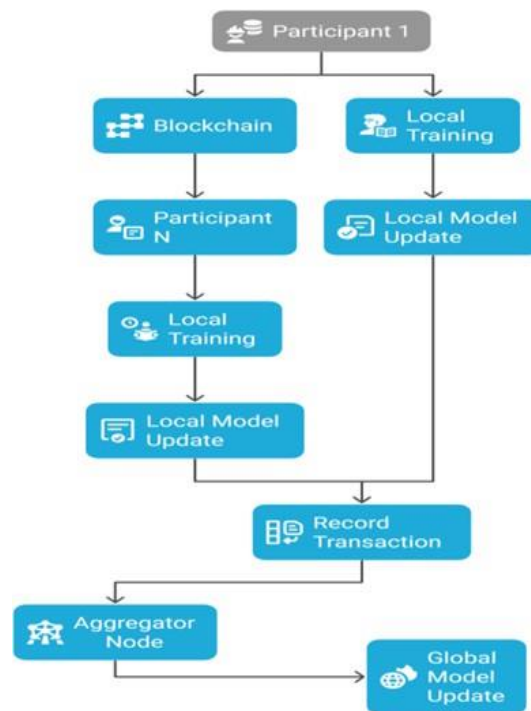 Participant 1
Blockchain
Local
Training
Participant
N
Local Model
Update
Local
Training
Local Model
Update
Record
Transaction
Aggregator
Node
Global
Model
Update